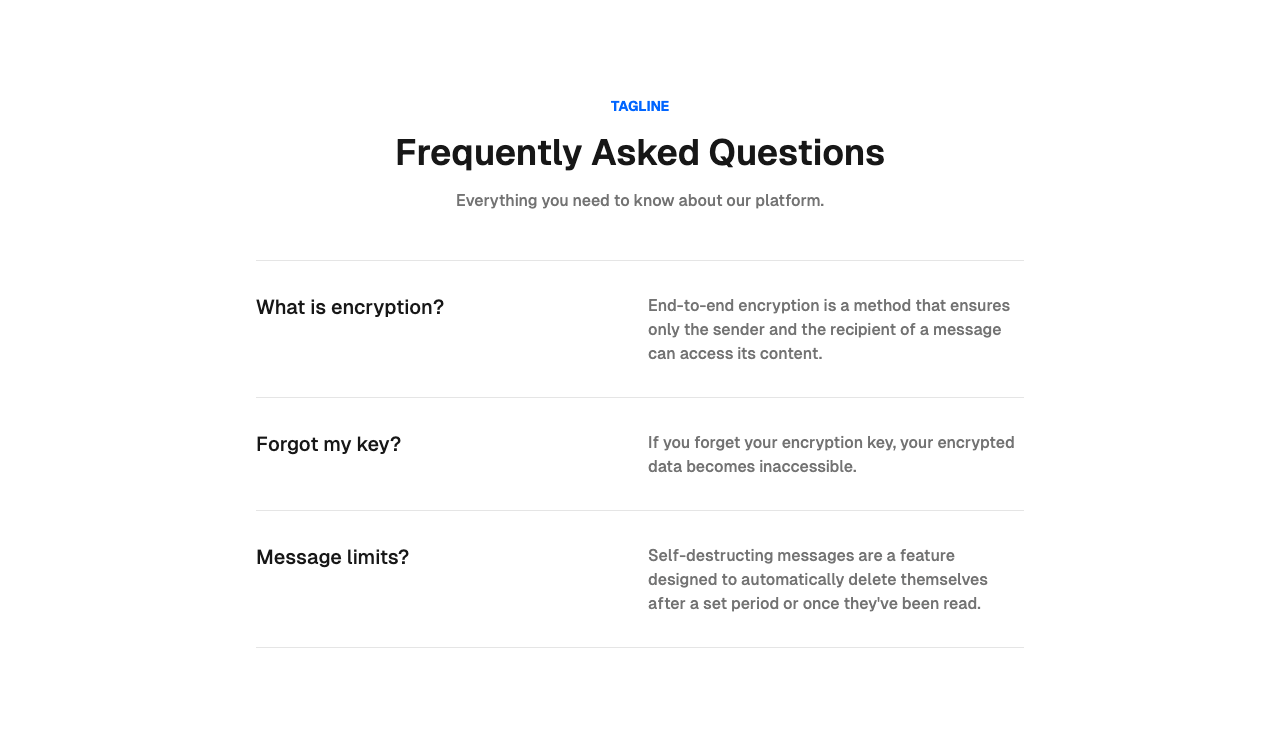 TAGLINE
Frequently Asked Questions
Everything you need to know about our platform.
What is encryption?
End-to-end encryption is a method that ensures
only the sender and the recipient of a message
can access its content.
Forgot my key?
If you forget your encryption key, your encrypted
data becomes inaccessible.
Message limits?
Self-destructing messages are a feature
designed to automatically delete themselves
after a set period or once they've been read.